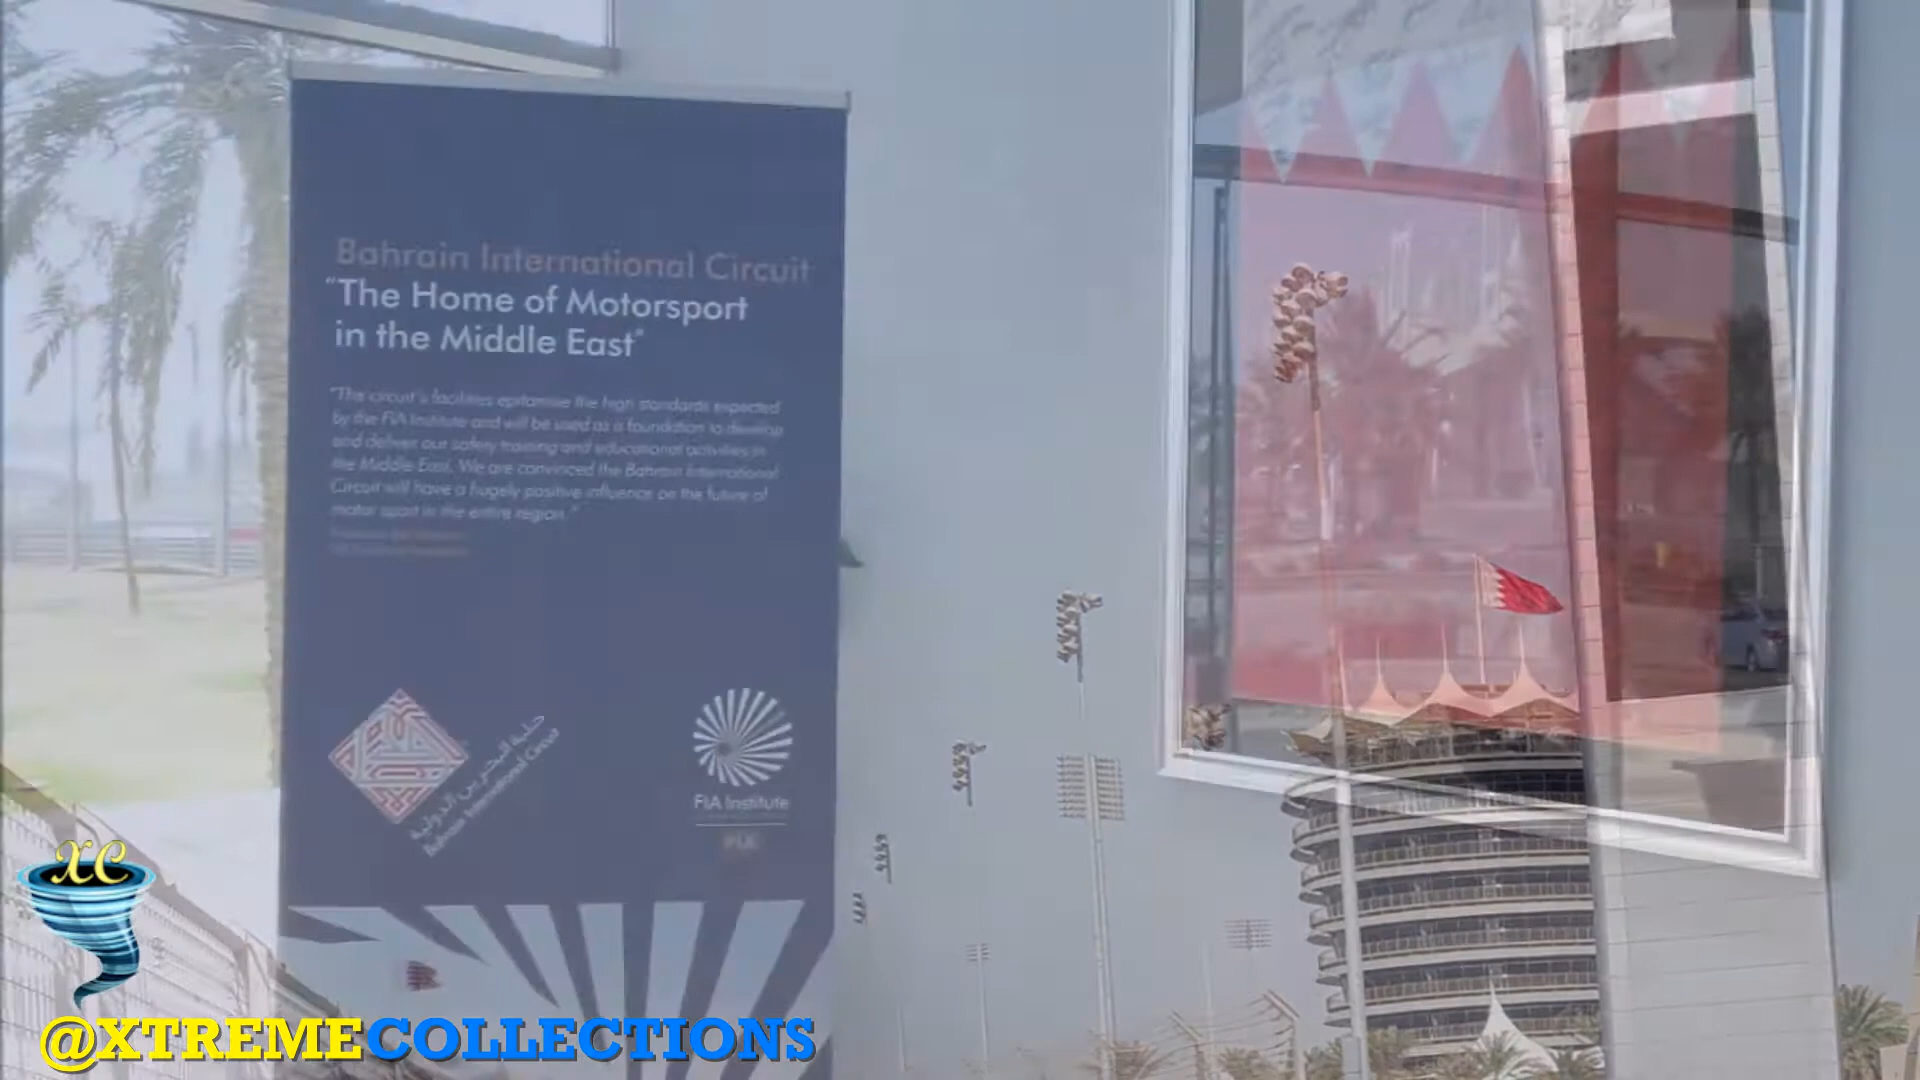 Bahrain International Circuit
"The Home of Motorsport
in the Middle East"
"The circuit's facilities epitomise the high standards expected
by the FIA Institute and will be used as a foundation to develop
and deliver our safety training and educational activities in
the Middle East. We are convinced the Bahrain International
Circuit will have a hugely positive influence on the future of
motor sport in the entire region."
حلبة البحرين الدولية
Bahrain International Circuit
FIA Institute
XC
@XTREMECOLLECTIONS